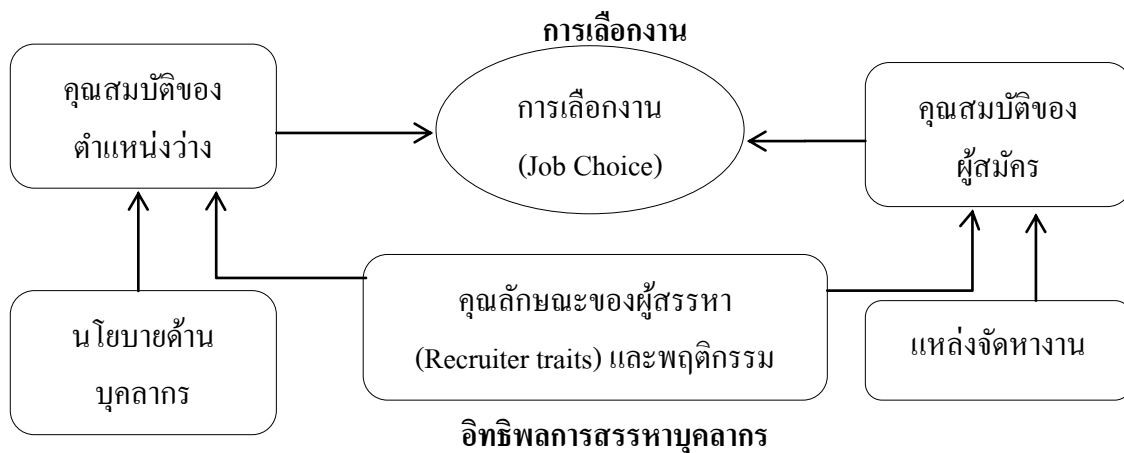 การเลือกงาน
คุณสมบัติของ
ตำแหน่งว่าง
การเลือกงาน
(Job Choice)
คุณสมบัติของ
ผู้สมัคร
นโยบายด้าน
บุคลากร
คุณลักษณะของผู้สรรหา
(Recruiter traits) และพฤติกรรม
แหล่งจัดหางาน
อิทธิพลการสรรหาบุคลากร